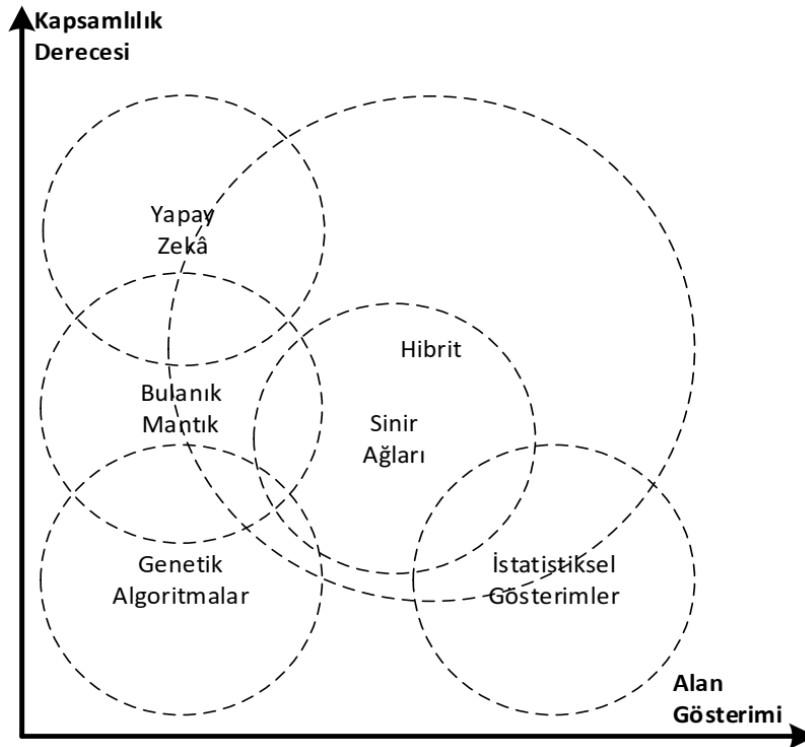 Kapsamlılık
Derecesi
Yapay
Zekâ
Hibrit
Bulanık
Mantık
Sinir
Ağları
Genetik
Algoritmalar
İstatistiksel
Gösterimler
Alan
Gösterimi